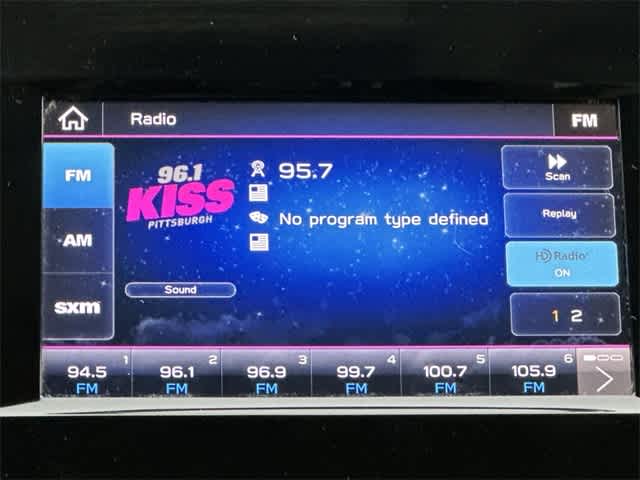 Radio
FM
FM
AM
sxm
96.1
KISS
PITTSBURGH
95.7
No program type defined
Sound
Scan
Replay
HD Radio
ON
1 2
1 2 3 4 5 6
94.5 96.1 96.9 99.7 100.7 105.9
FM FM FM FM FM FM